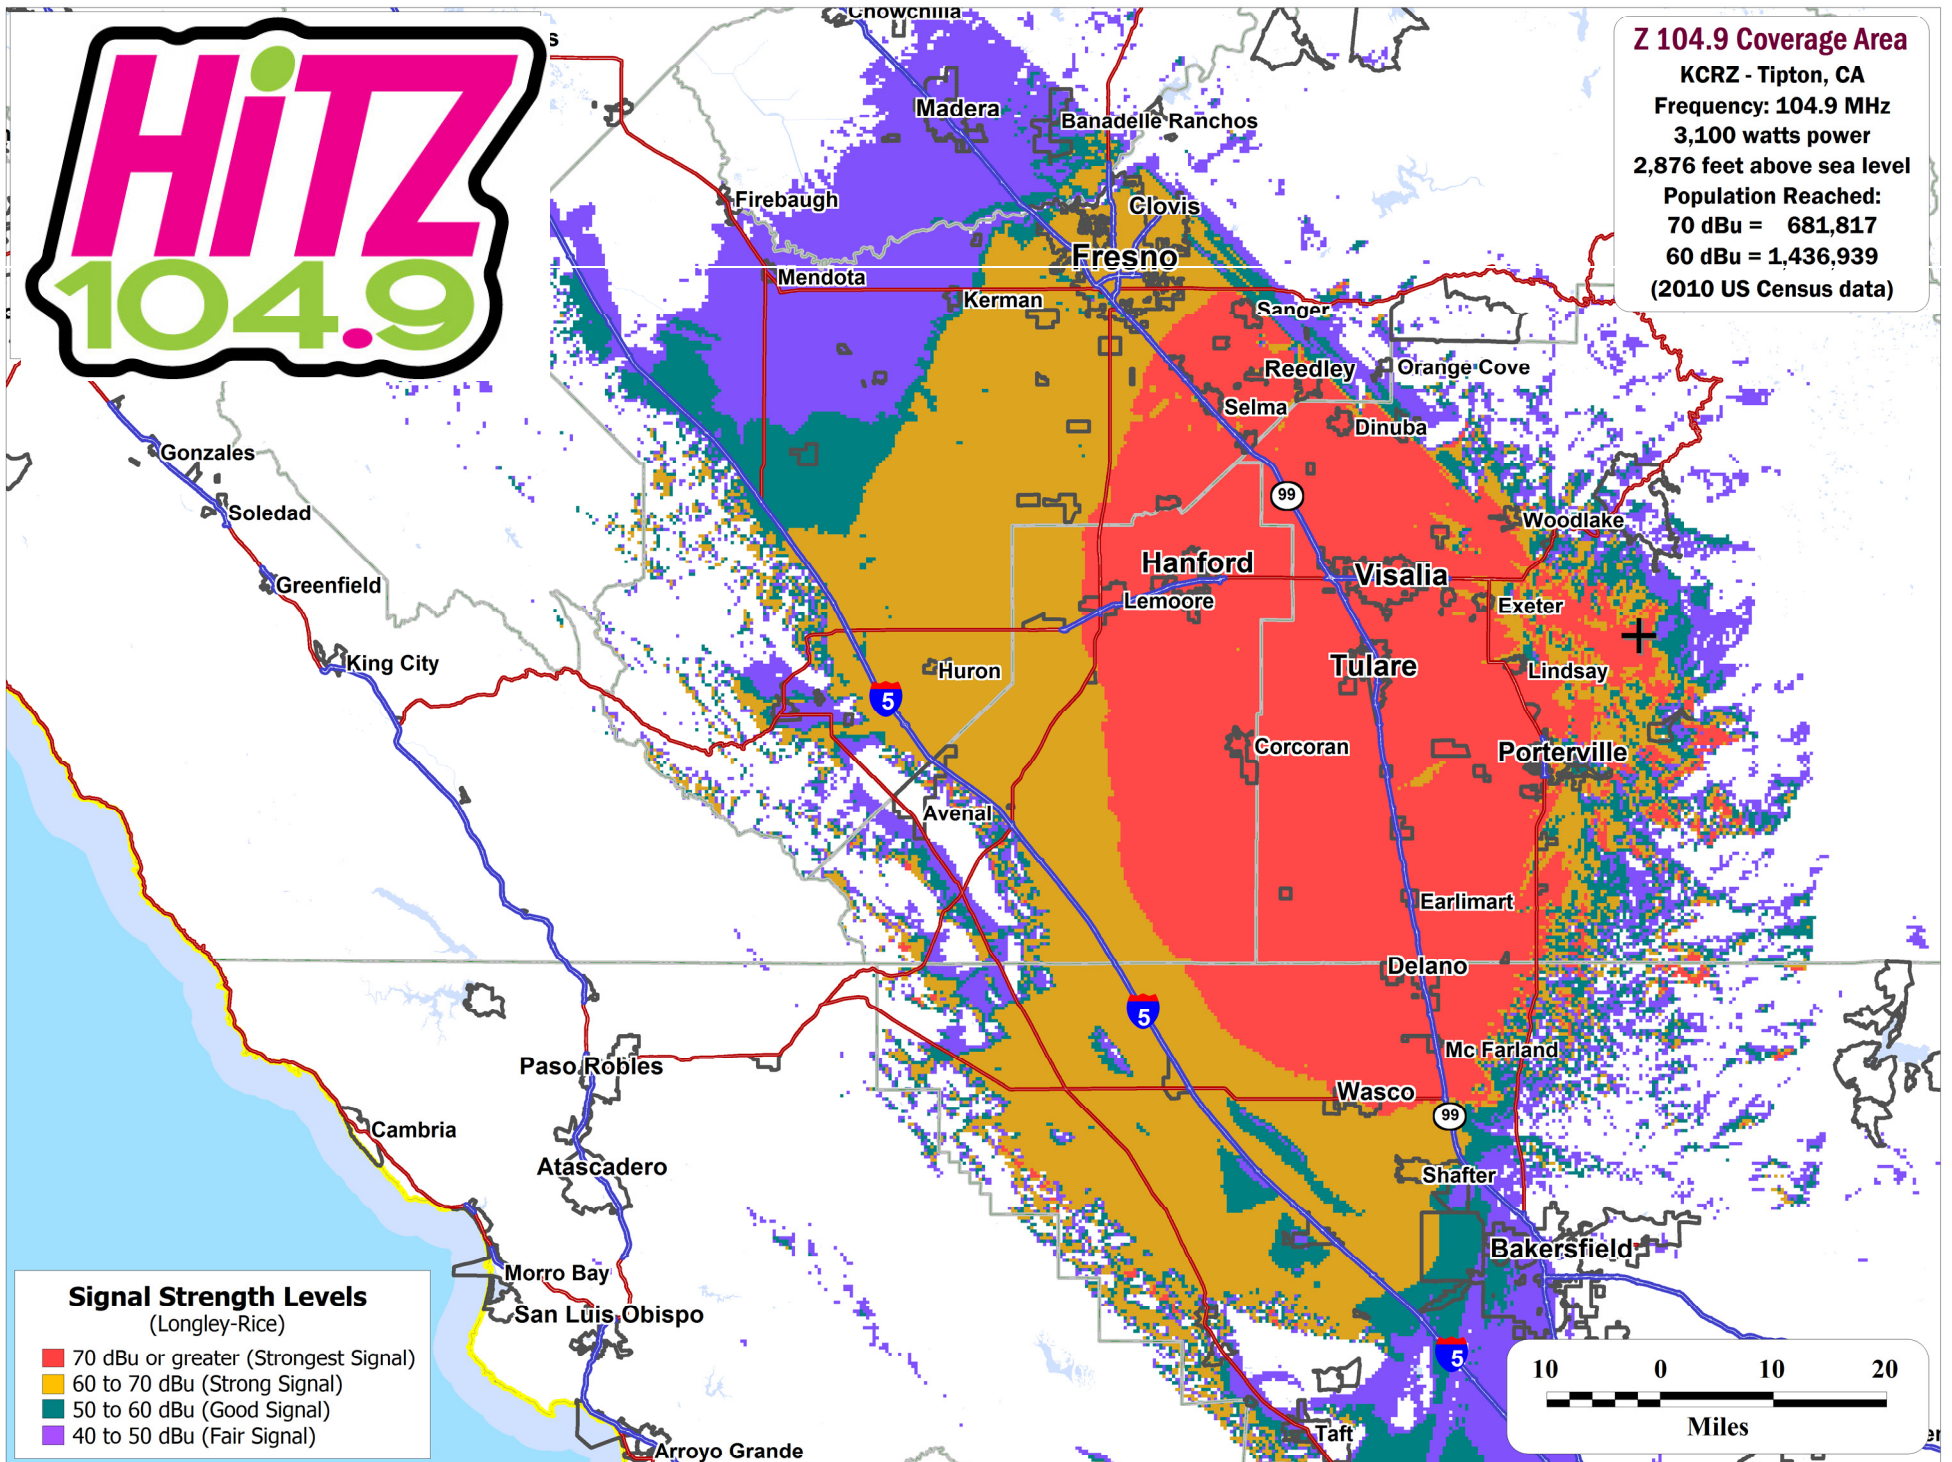 Chowchilla
HiTZ
104.9
Z 104.9 Coverage Area
KCRZ - Tipton, CA
Frequency: 104.9 MHz
3,100 watts power
2,876 feet above sea level
Population Reached:
70 dBu = 681,817
60 dBu = 1,436,939
(2010 US Census data)
Madera
Banadelle Ranchos
Firebaugh
Clovis
Fresno
Mendota
Kerman
Sanger
Reedley
Orange Cove
Selma
Dinuba
Gonzales
99
Soledad
Woodlake
Hanford
Visalia
Greenfield
Lemoore
Exeter
King City
Huron
Tulare
Lindsay
5
Corcoran
Porterville
Avenal
Earlimart
Delano
5
Mc Farland
Paso Robles
Wasco
99
Cambria
Atascadero
Shafter
Bakersfield
Morro Bay
San Luis Obispo
5
Taft
Arroyo Grande
Signal Strength Levels
(Longley-Rice)
70 dBu or greater (Strongest Signal)
60 to 70 dBu (Strong Signal)
50 to 60 dBu (Good Signal)
40 to 50 dBu (Fair Signal)
10 0 10 20
Miles